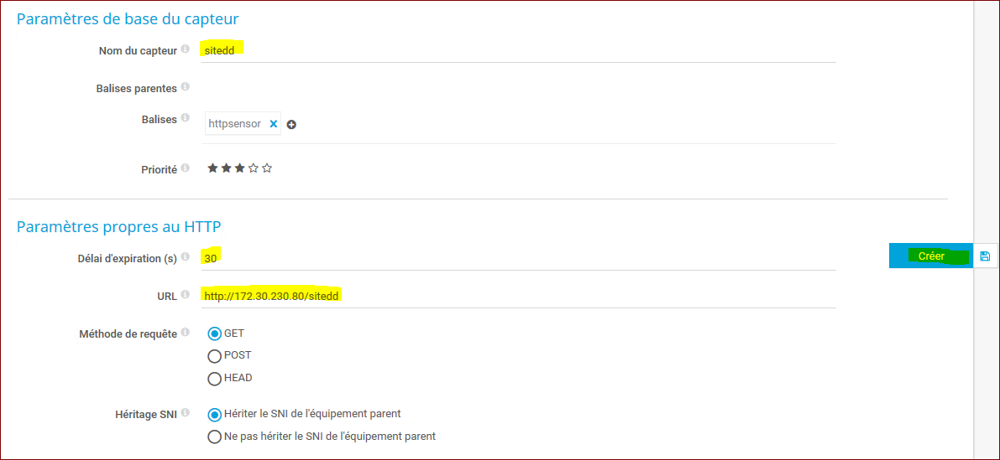 Paramètres de base du capteur
Nom du capteur
sitedd
Balises parentes
Balises
httpsensor
Priorité
Paramètres propres au HTTP
Délai d'expiration (s)
30
Créer
URL
http://172.30.230.80/sitedd
Méthode de requête
GET
POST
HEAD
Héritage SNI
Hériter le SNI de l'équipement parent
Ne pas hériter le SNI de l'équipement parent